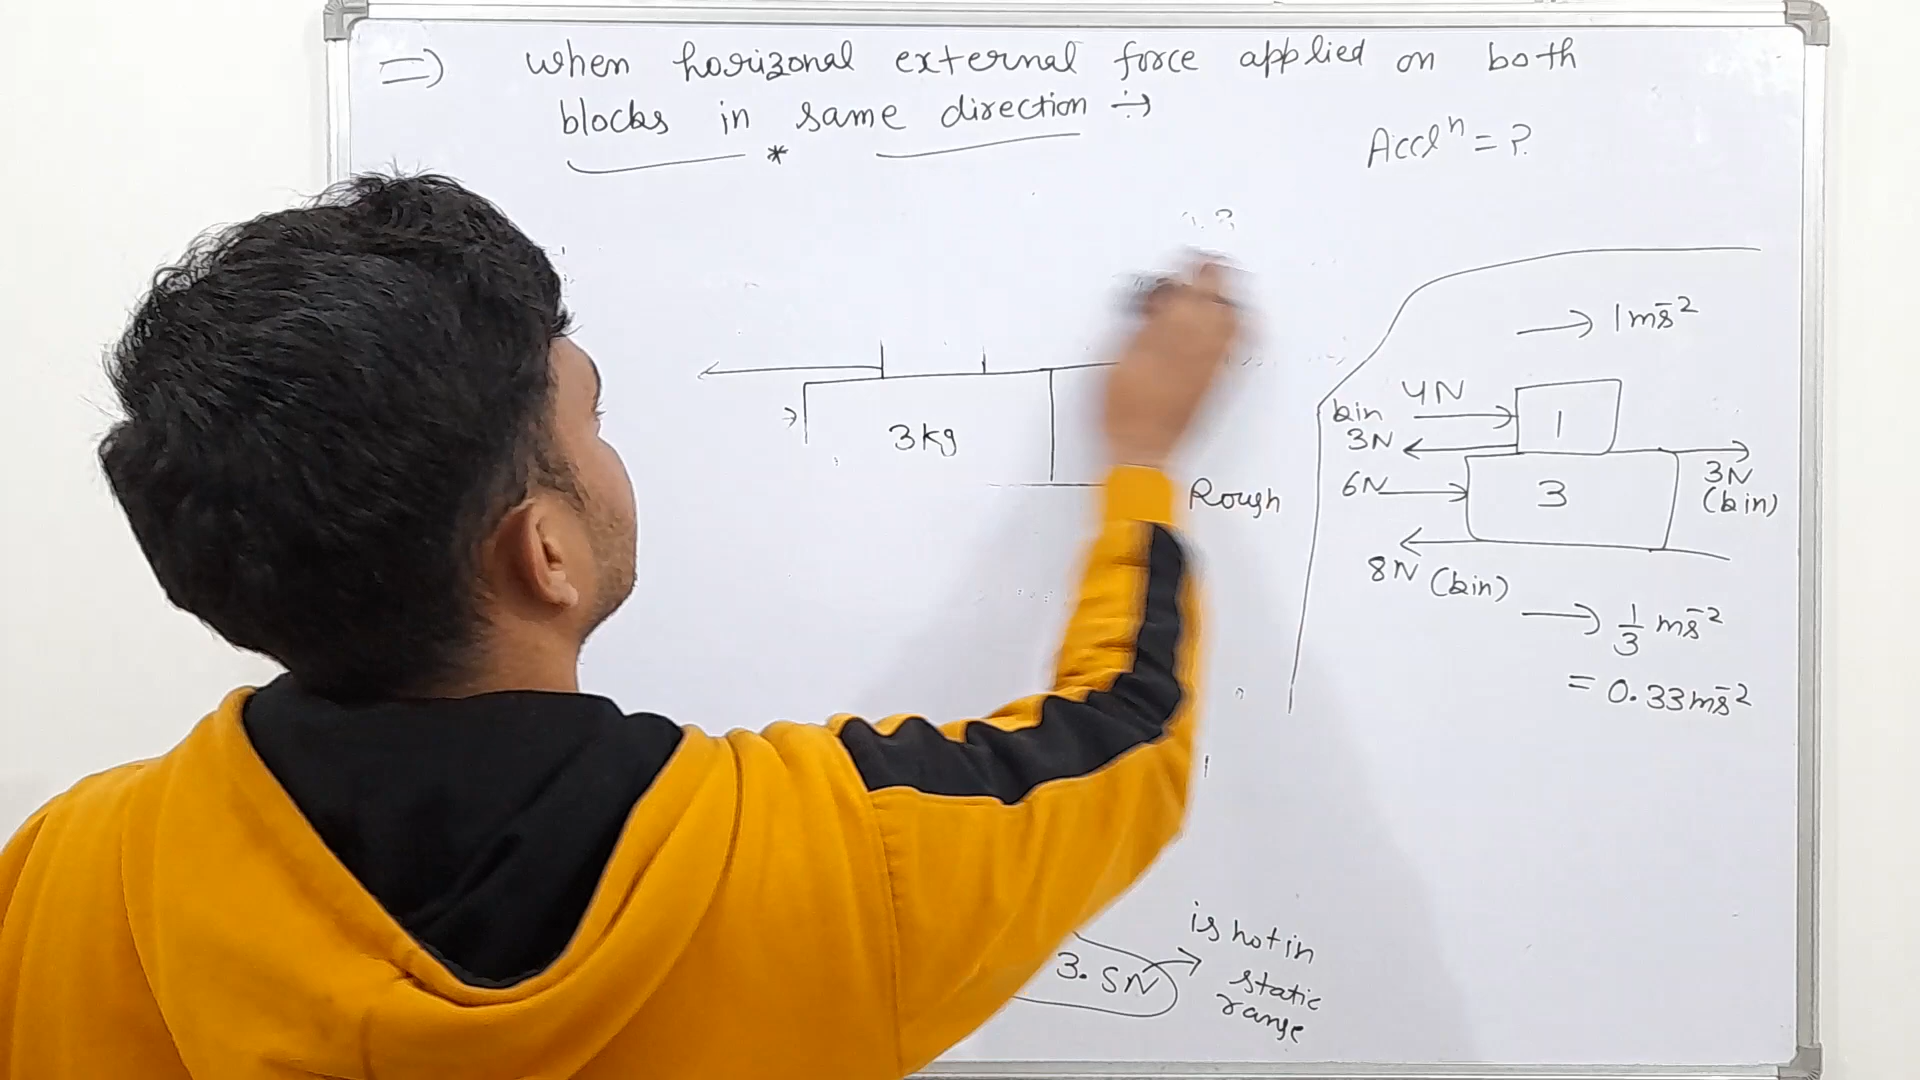 =) when horizonal external force applied on both
blocks in same direction ÷→
*
Accl^n = ?
3kg
Rough
→ 1 ms^-2
4N
kin
3N
1
6N
3
3N
(kin)
8N (kin)
→ 1/3 ms^-2
= 0.33 ms^-2
3.5N
is not in
static
range